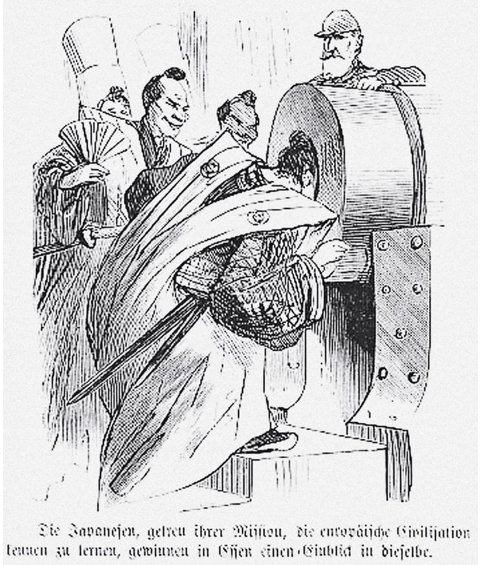 Die Japanesen, getreu ihrer Mission, die europäische Civilisation
kennen zu lernen, gewinnen in Essen einen Einblick in dieselbe.